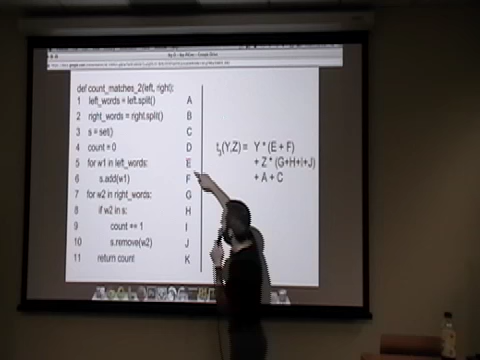 def count_matches_2(left, right):
1 left_words = left.split() A
2 right_words = right.split() B
3 s = set() C
4 count = 0 D
5 for w1 in left_words: E
6 s.add(w1) F
7 for w2 in right_words: G
8 if w2 in s: H
9 count += 1 I
10 s.remove(w2) J
11 return count K
(Y,Z) = Y * (E + F)
+ Z * (G+H+I+J)
+ A + C